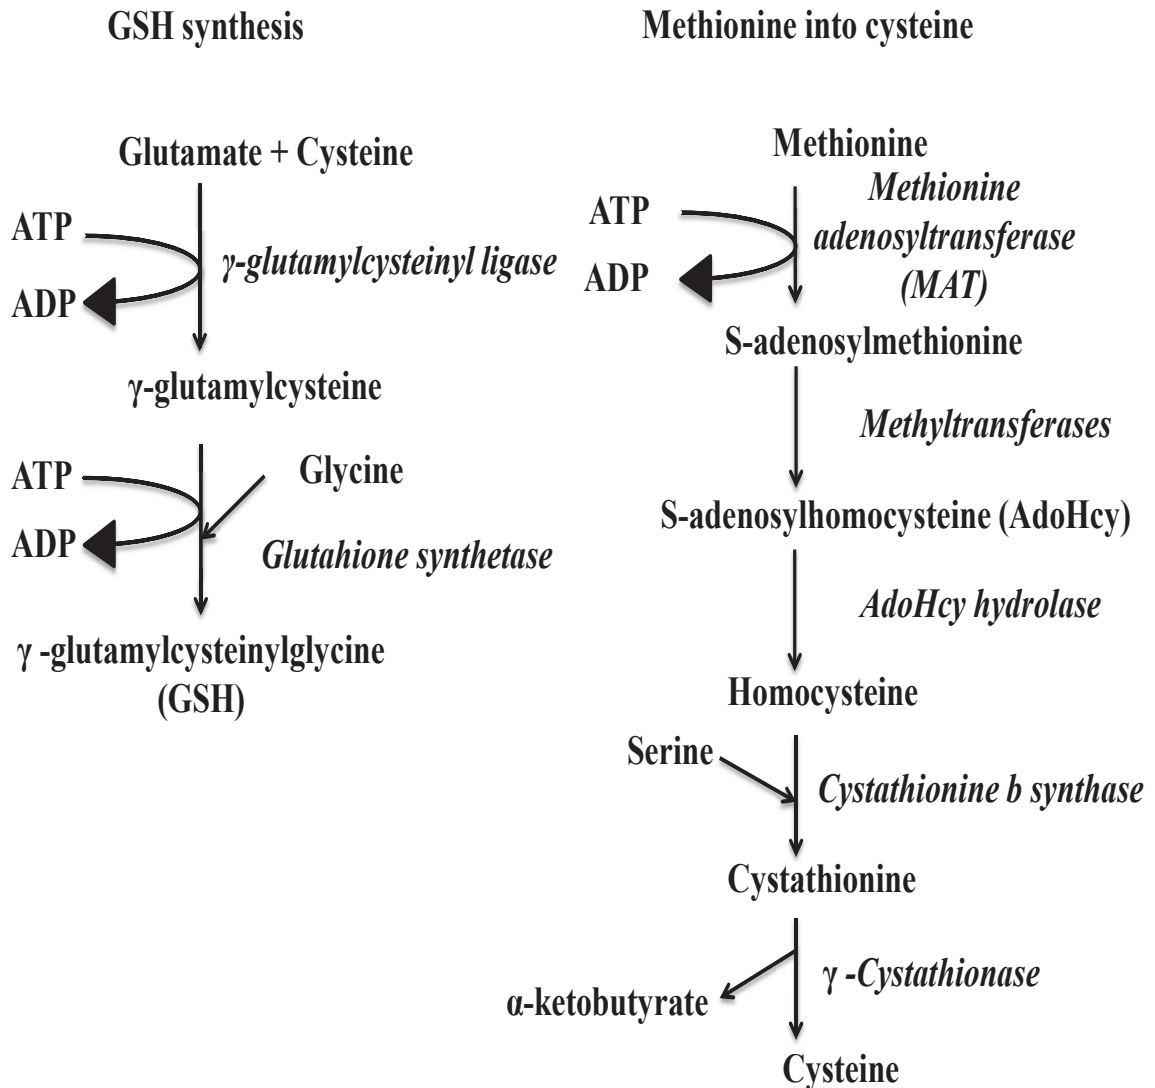 GSH synthesis
Glutamate + Cysteine
ATP
γ-glutamylcysteinyl ligase
ADP
γ-glutamylcysteine
ATP
Glycine
ADP
Glutahione synthetase
γ -glutamylcysteinylglycine
(GSH)
Methionine into cysteine
Methionine
Methionine
adenosyltransferase
(MAT)
ATP
ADP
S-adenosylmethionine
Methyltransferases
S-adenosylhomocysteine (AdoHcy)
AdoHcy hydrolase
Homocysteine
Serine
Cystathionine b synthase
Cystathionine
γ -Cystathionase
α-ketobutyrate
Cysteine